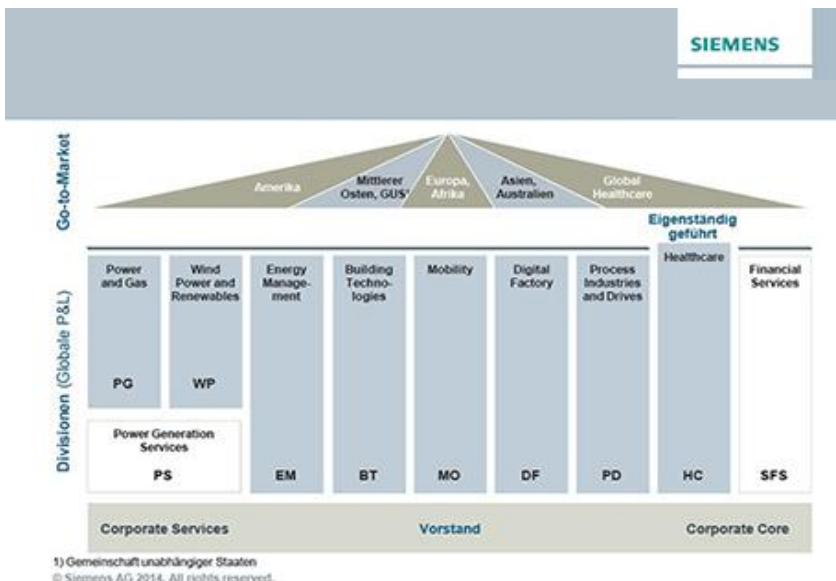 SIEMENS
Go-to-Market
Amerika
Mittlerer
Osten, GUS¹
Europa,
Afrika
Asien,
Australien
Global
Healthcare
Eigenständig
geführt
Divisionen (Globale P&L)
Power
and Gas
PG
Wind
Power and
Renewables
WP
Power Generation
Services
PS
Energy
Manage-
ment
EM
Building
Techno-
logies
BT
Mobility
MO
Digital
Factory
DF
Process
Industries
and Drives
PD
Healthcare
HC
Financial
Services
SFS
Corporate Services
Vorstand
Corporate Core
1) Gemeinschaft unabhängiger Staaten
© Siemens AG 2014. All rights reserved.